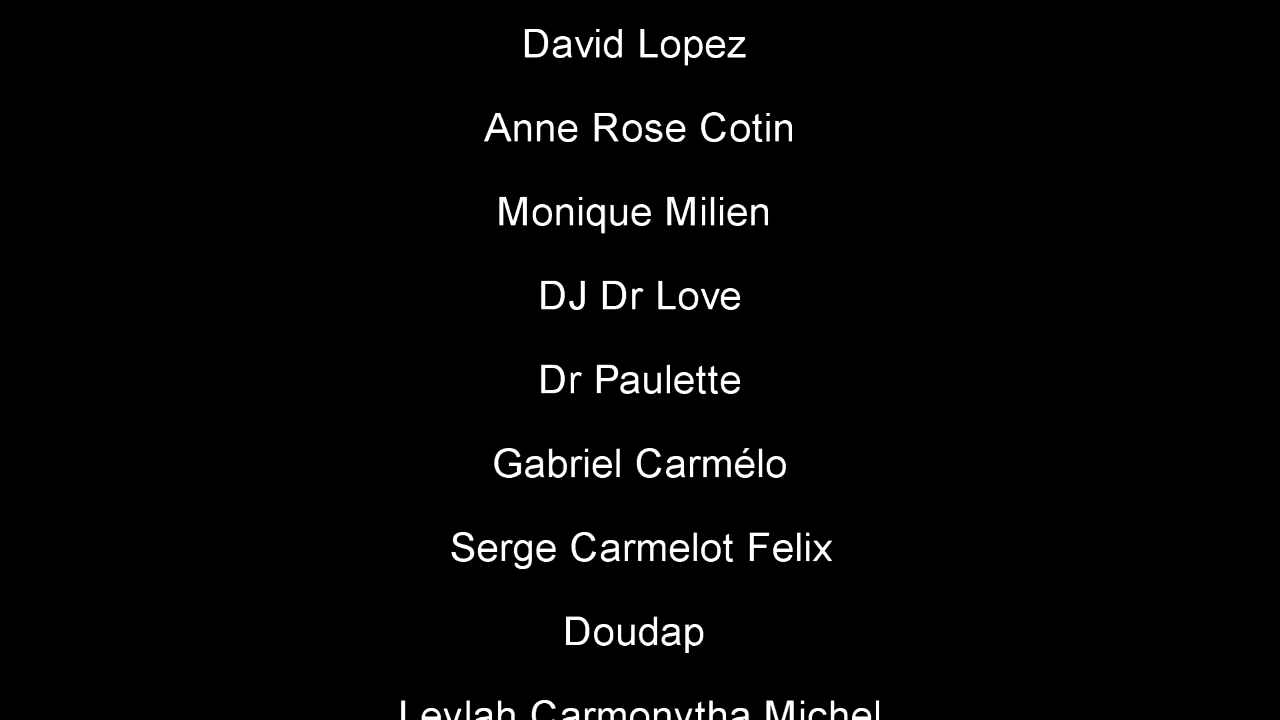 David Lopez
Anne Rose Cotin
Monique Milien
DJ Dr Love
Dr Paulette
Gabriel Carmélo
Serge Carmelot Felix
Doudap
Leylah Carmonytha Michel